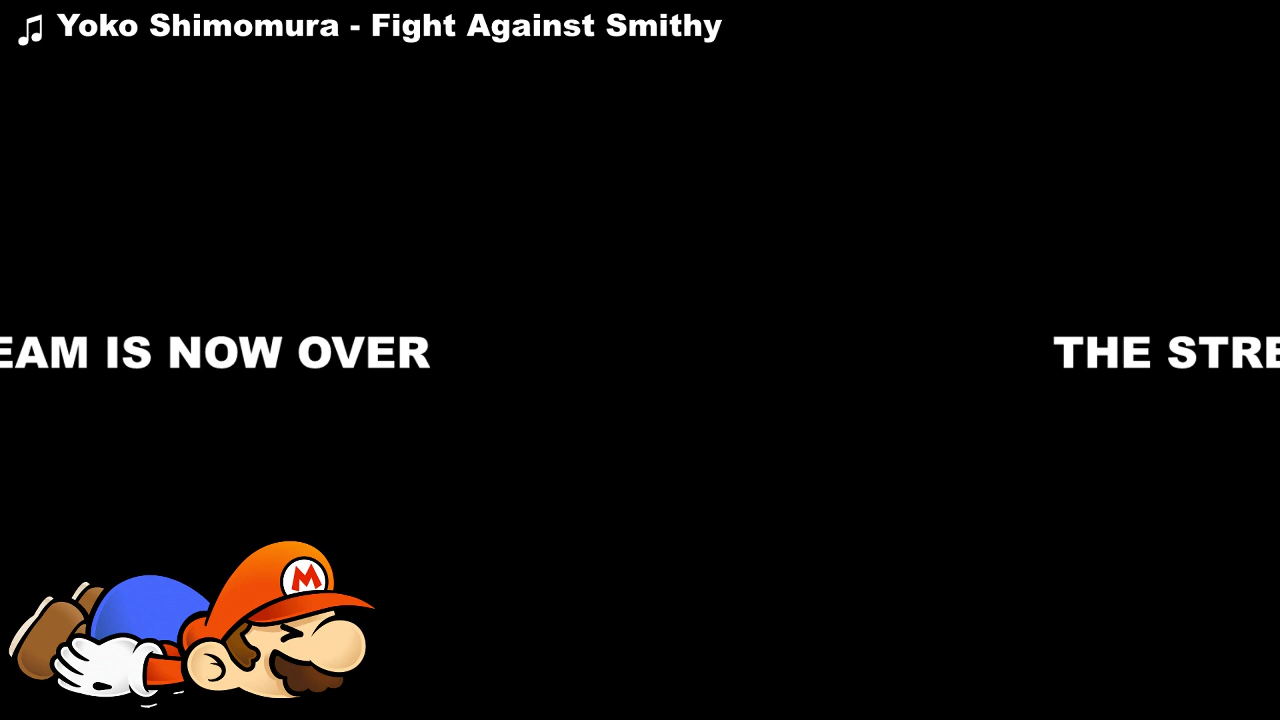 ♫ Yoko Shimomura - Fight Against Smithy
EAM IS NOW OVER THE STRE
M